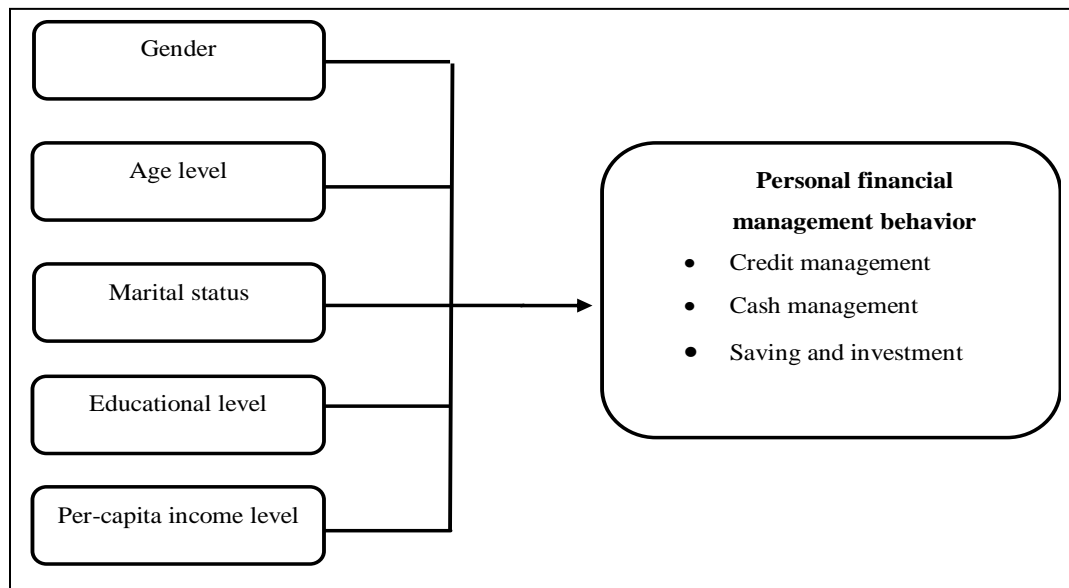 Gender
Age level
Marital status
Educational level
Per-capita income level
Personal financial
management behavior
• Credit management
• Cash management
• Saving and investment